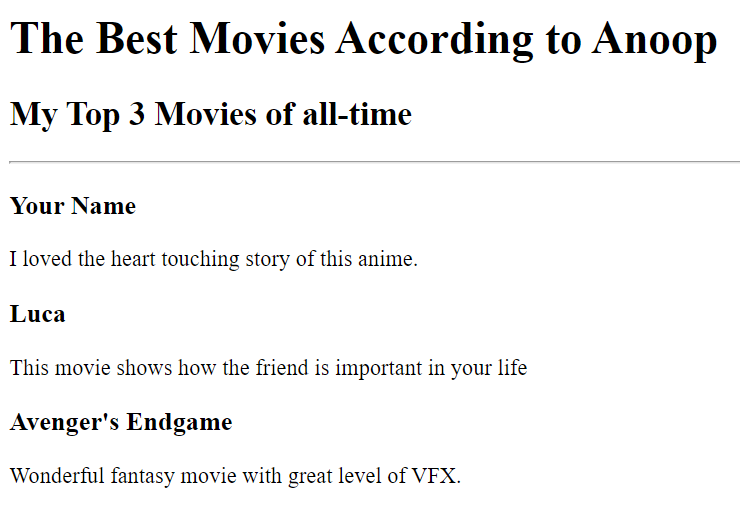 The Best Movies According to Anoop
My Top 3 Movies of all-time
Your Name
I loved the heart touching story of this anime.
Luca
This movie shows how the friend is important in your life
Avenger's Endgame
Wonderful fantasy movie with great level of VFX.